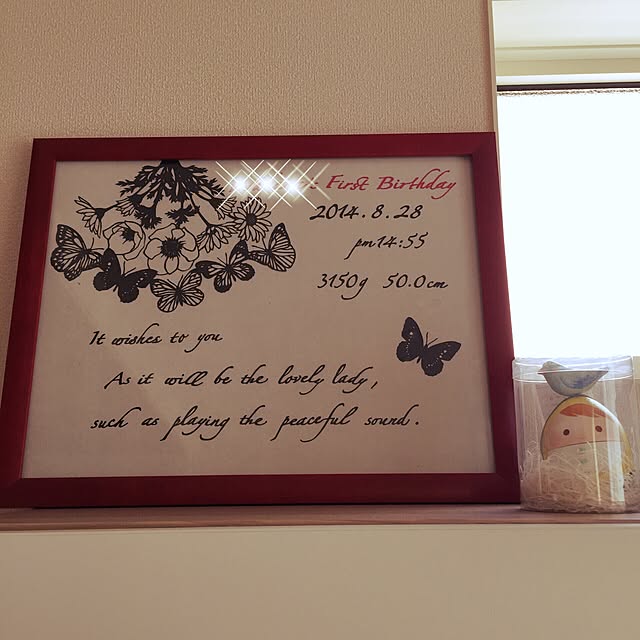 First Birthday
2014.8.28
pm14:55
3150g 50.0cm
It wishes to you
As it will be the lovely lady,
such as playing the peaceful sound.